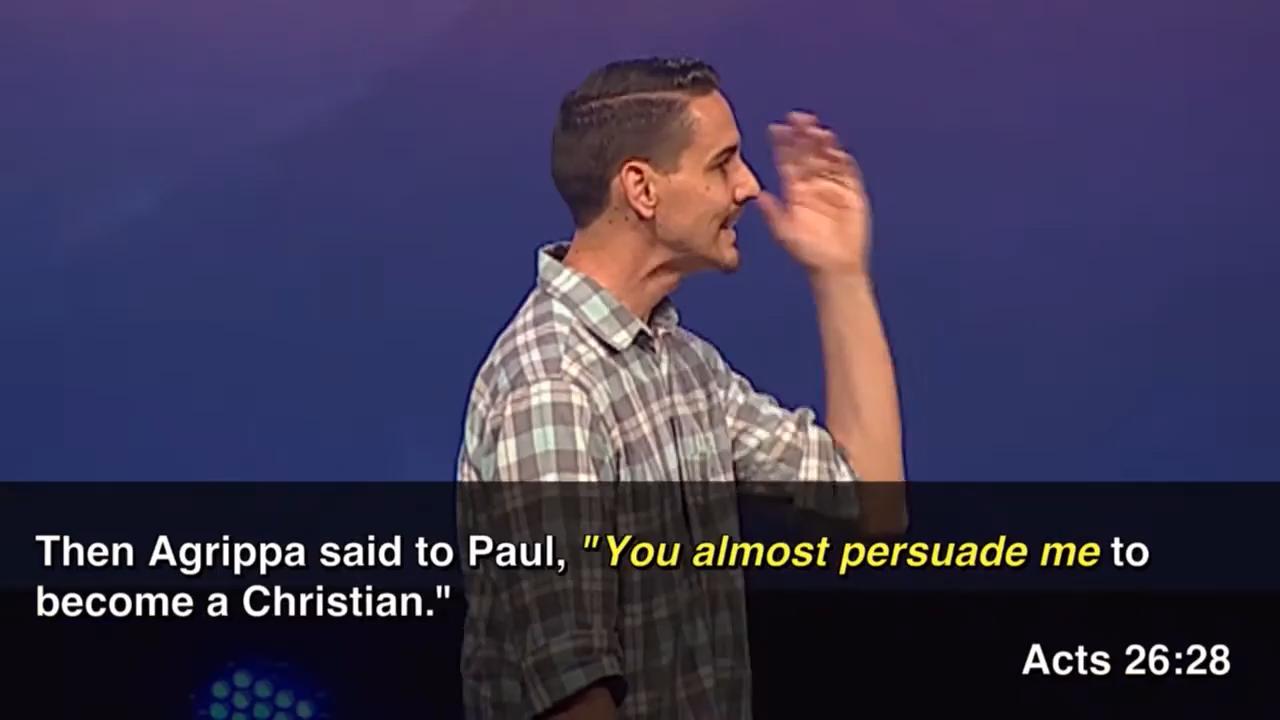 Then Agrippa said to Paul, "You almost persuade me to
become a Christian."
Acts 26:28